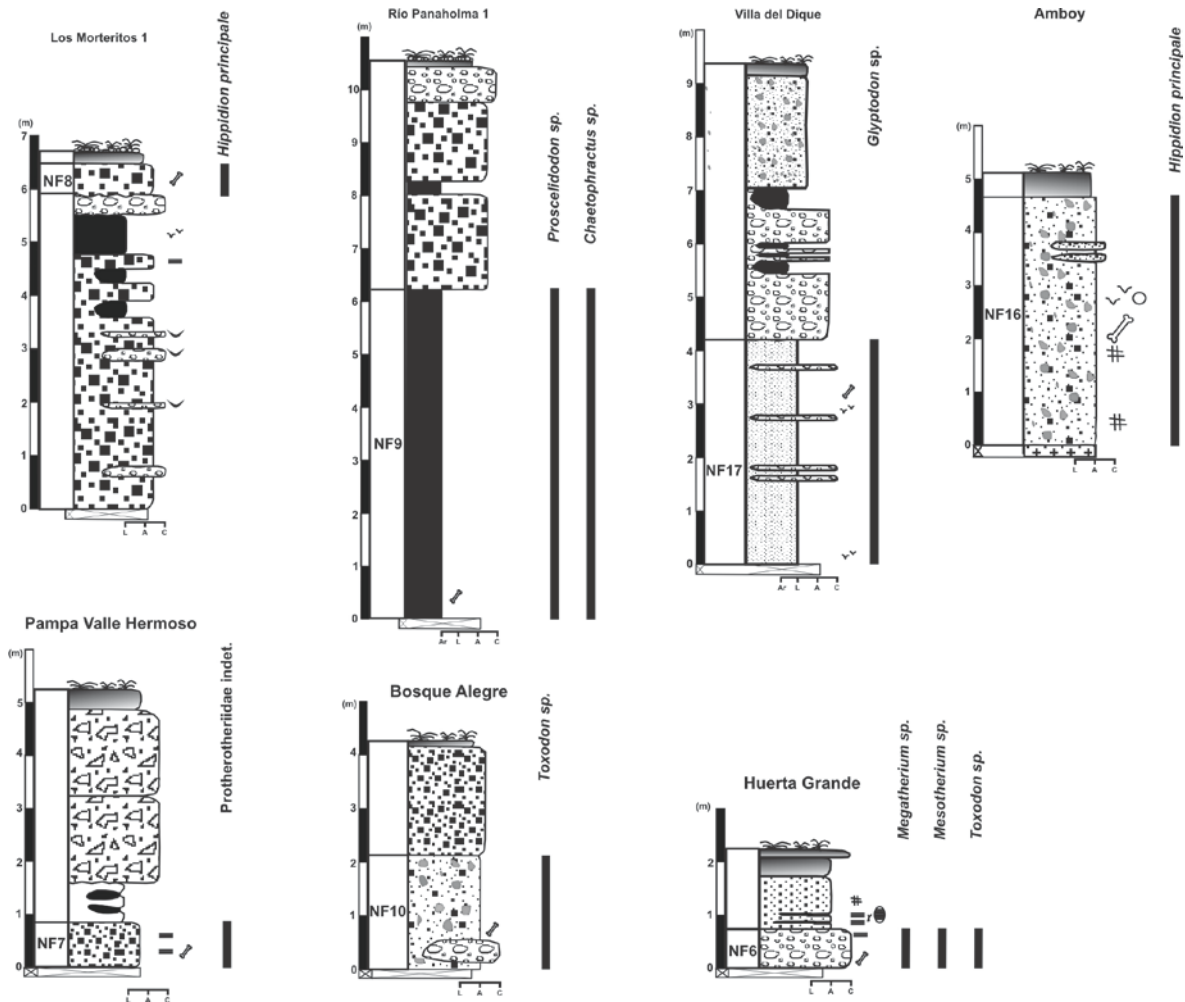 Los Morteritos 1
(m)
7
6
5
4
3
2
1
0
NF8
L A C
Hippidion principale
Río Panaholma 1
(m)
10
9
8
7
6
5
4
3
2
1
0
NF9
Ar L A C
Proscelidodon sp.
Chaetophractus sp.
Villa del Dique
(m)
9
8
7
6
5
4
3
2
1
0
NF17
Ar L A C
Glyptodon sp.
Amboy
(m)
5
4
3
2
1
0
NF16
L A C
Hippidion principale
Pampa Valle Hermoso
(m)
5
4
3
2
1
0
NF7
L A C
Protherotheriidae indet.
Bosque Alegre
(m)
4
3
2
1
0
NF10
L A C
Toxodon sp.
Huerta Grande
(m)
2
1
0
NF6
r
L A C
Megatherium sp.
Mesotherium sp.
Toxodon sp.